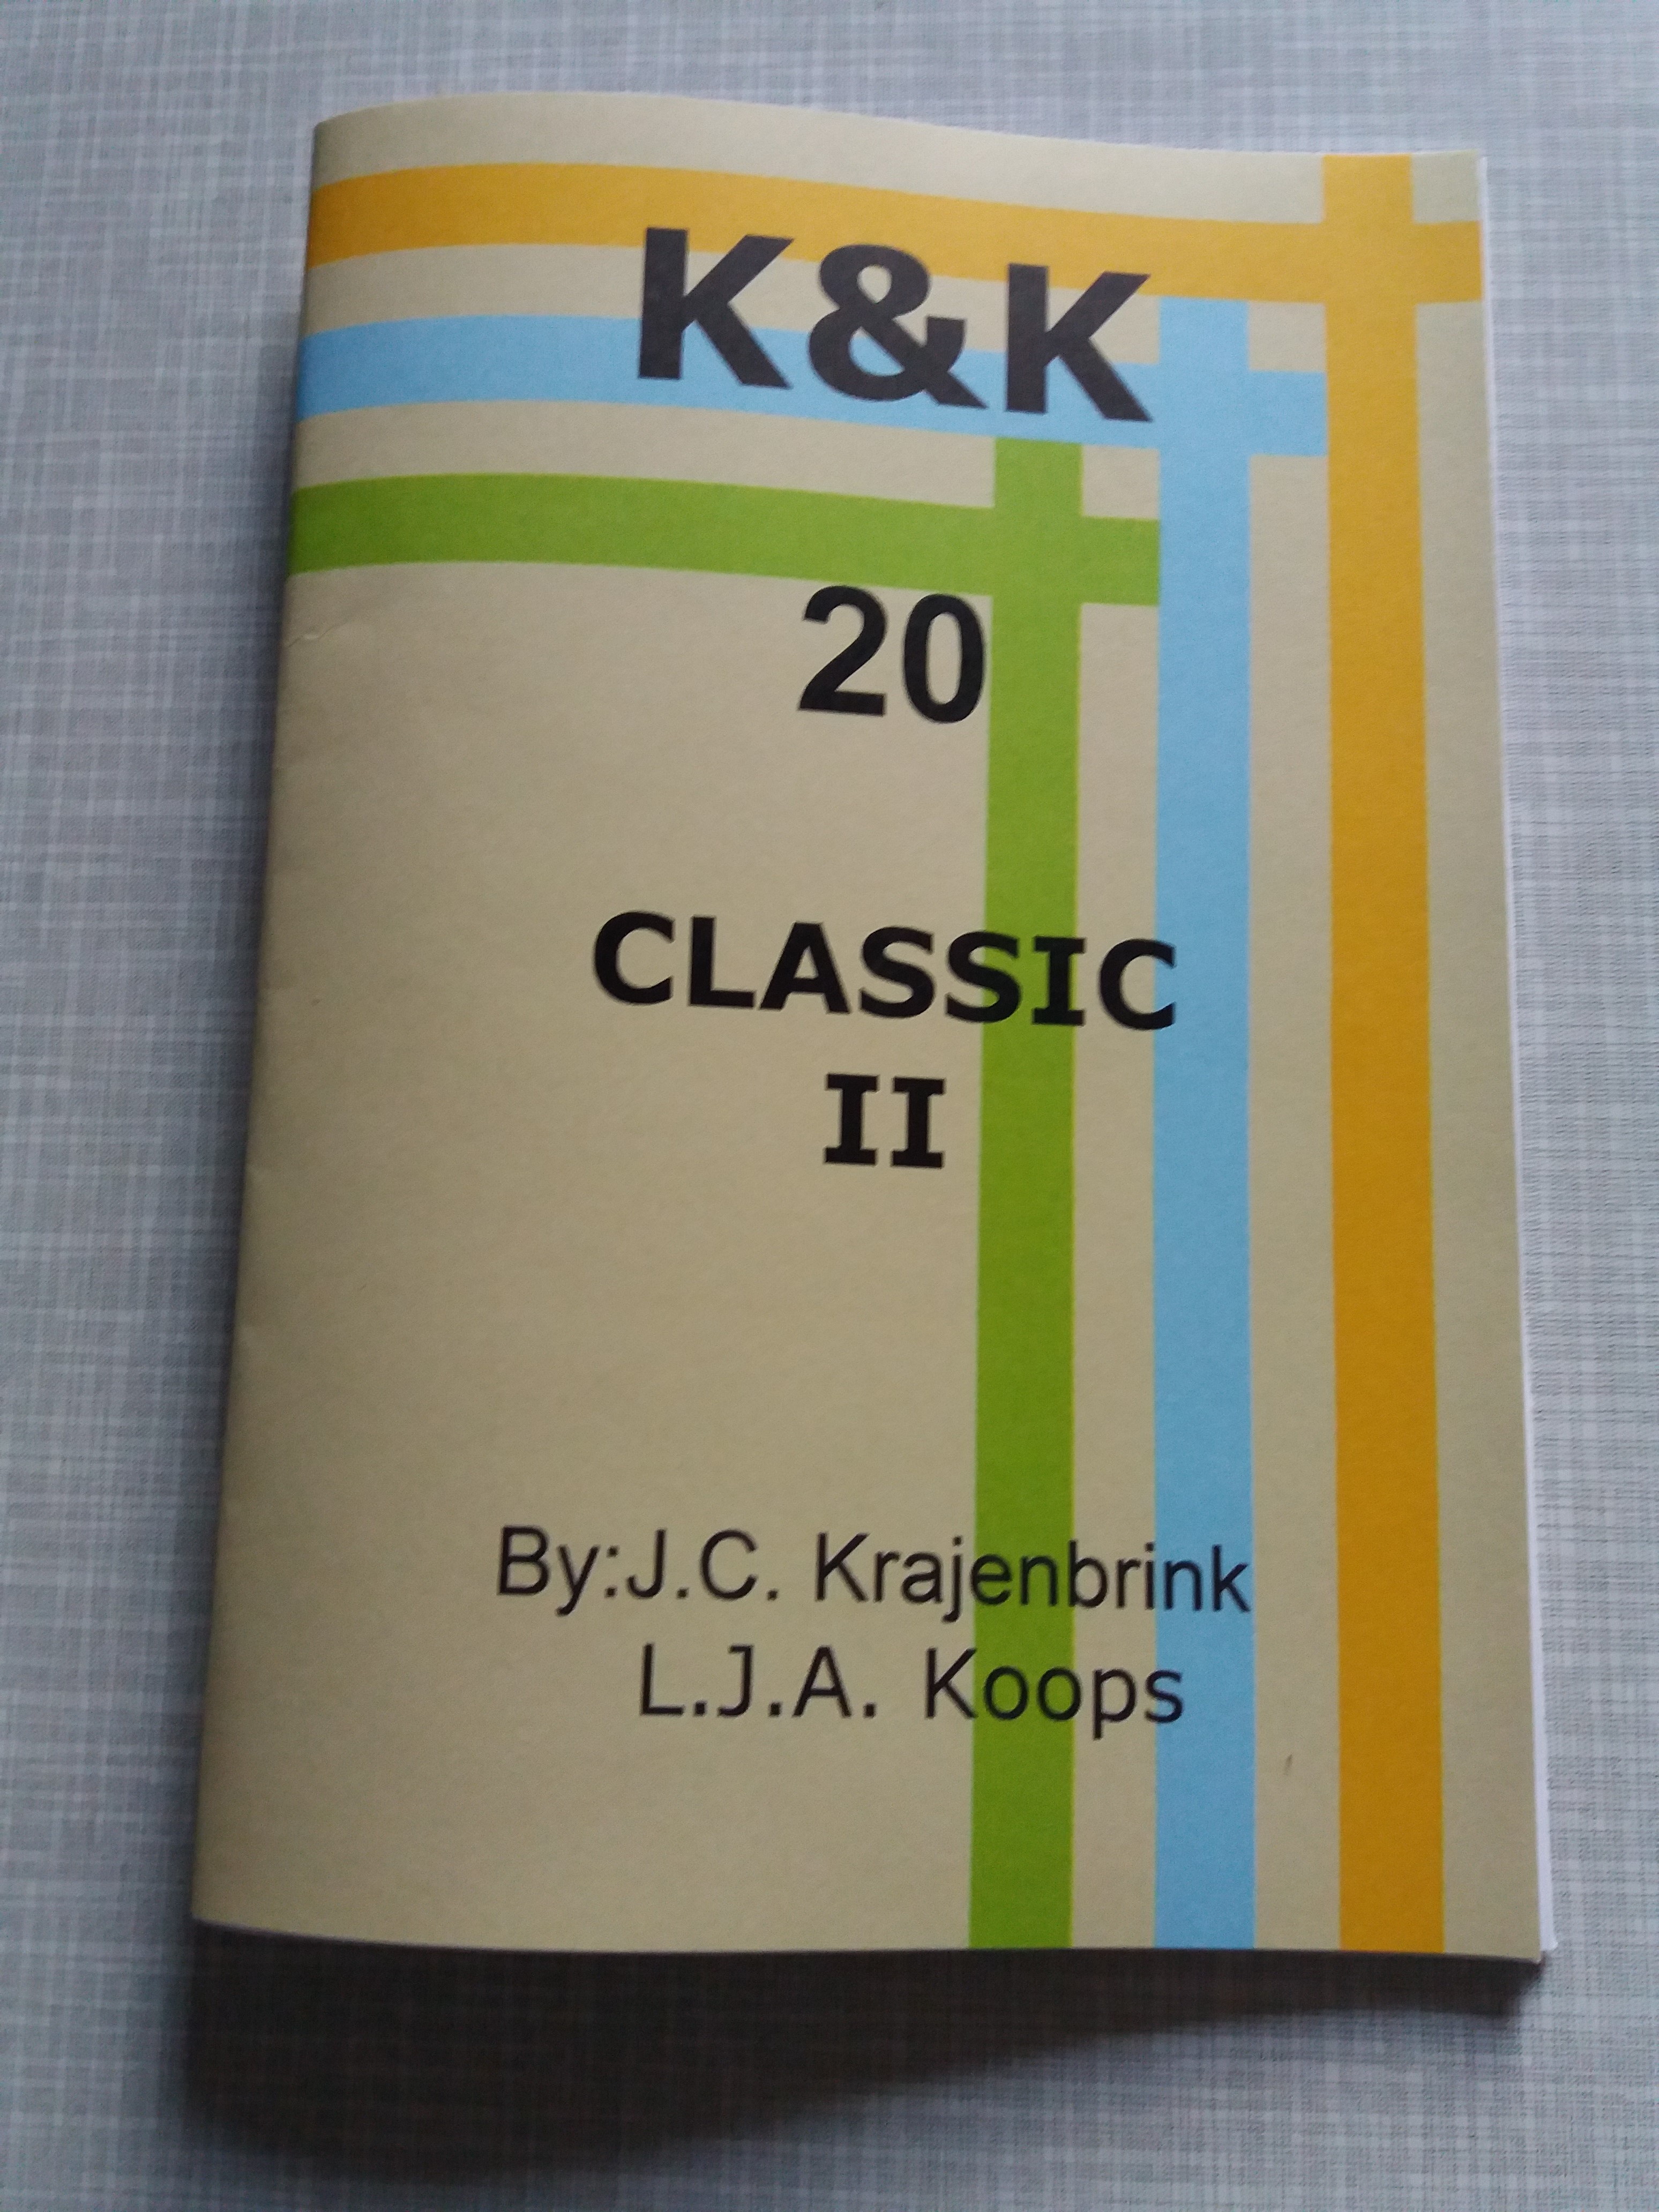 K&K
20
CLASSIC
II
By:J.C. Krajenbrink
L.J.A. Koops